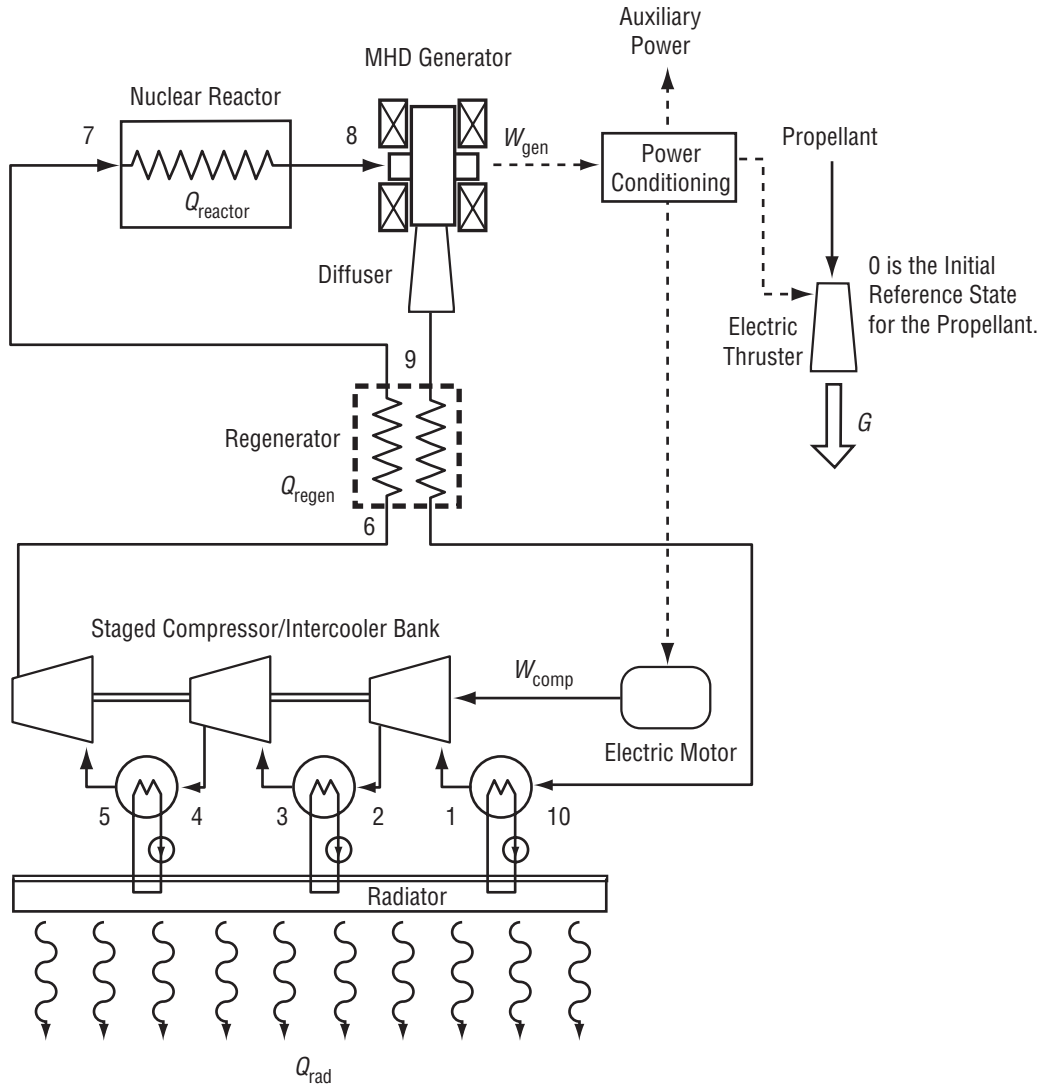 Auxiliary
Power
MHD Generator
Nuclear Reactor
7
8
W_gen
Propellant
Power
Conditioning
Q_reactor
Diffuser
0 is the Initial
Reference State
for the Propellant.
Electric
Thruster
9
G
Regenerator
Q_regen
6
Staged Compressor/Intercooler Bank
W_comp
Electric Motor
5
4
3
2
1
10
Radiator
Q_rad